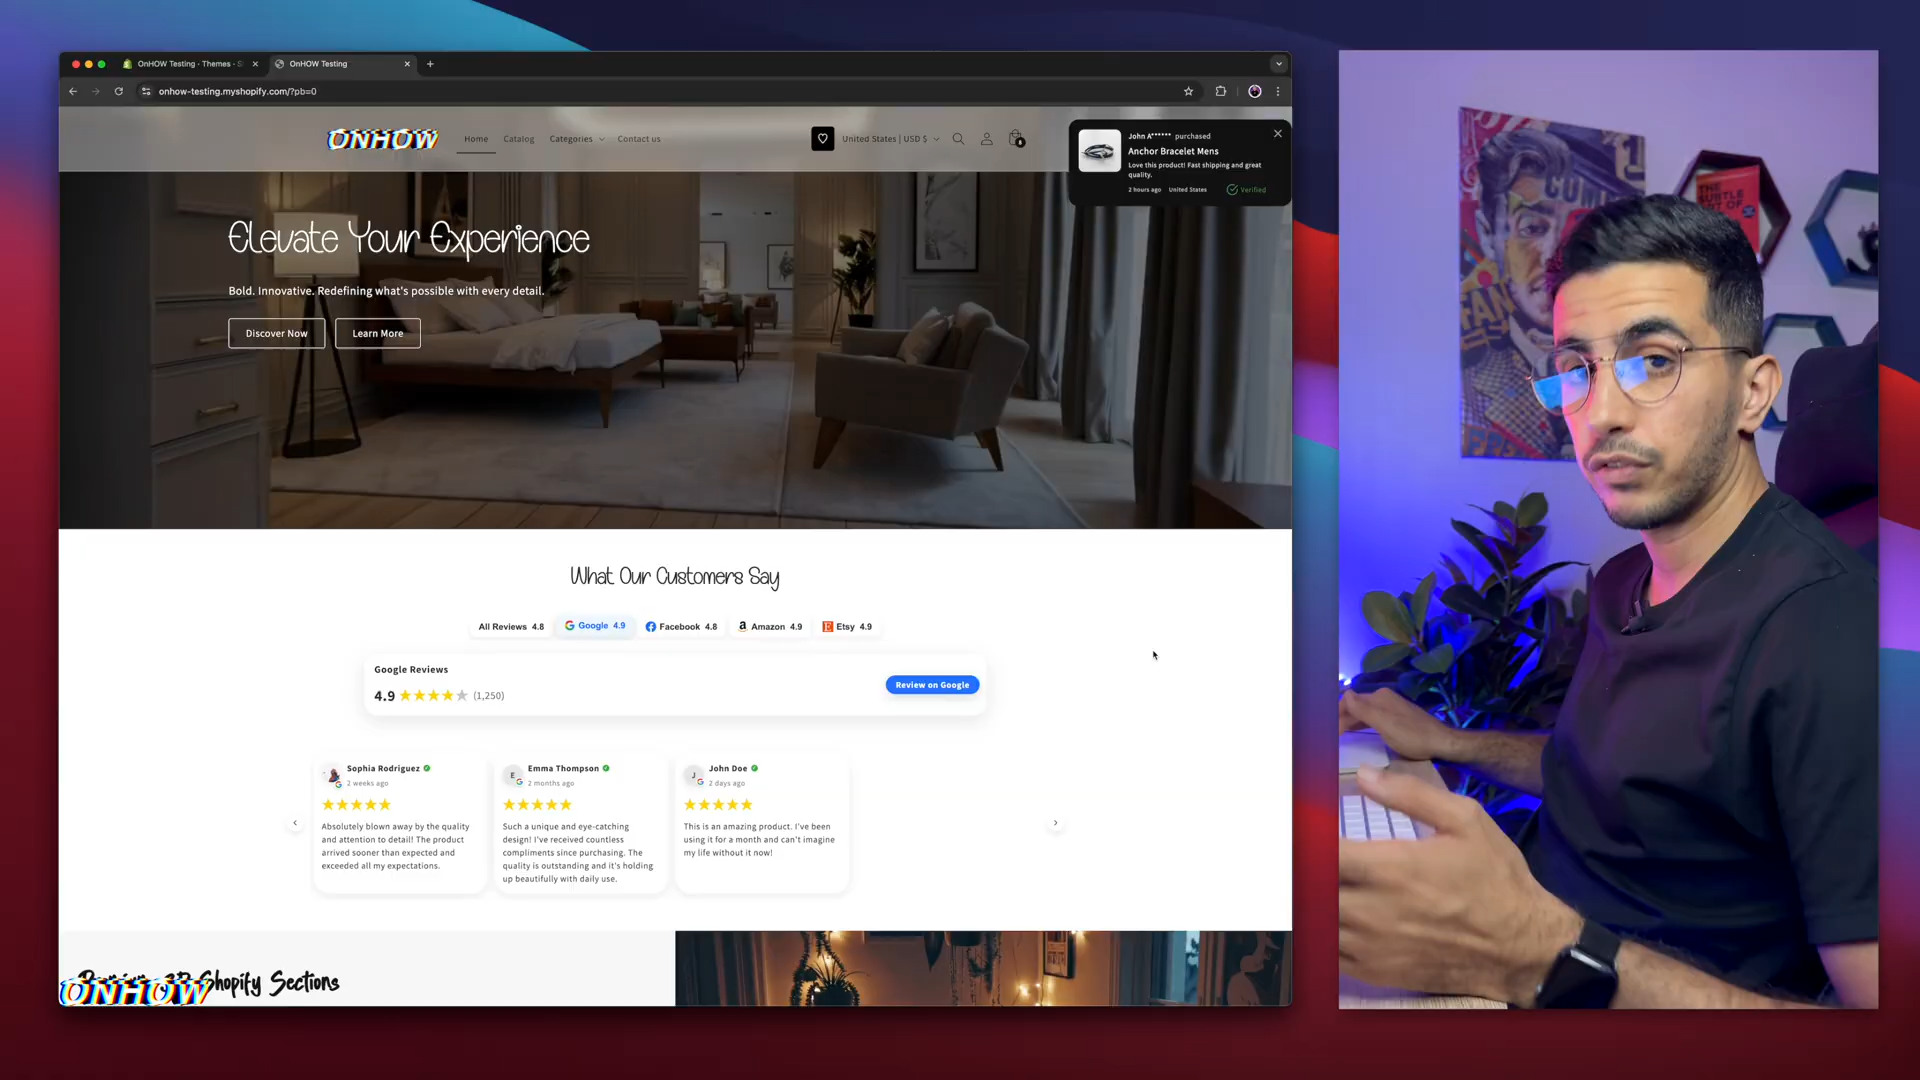 OnHOW Testing - Themes - S
OnHOW Testing
onhow-testing.myshopify.com/?pb=0
ONHOW
Home
Catalog
Categories
Contact us
United States | USD $
John A****** purchased
Anchor Bracelet Mens
Love this product! Fast shipping and great
quality.
2 hours ago
United States
Verified
Elevate Your Experience
Bold. Innovative. Redefining what's possible with every detail.
Discover Now
Learn More
What Our Customers Say
All Reviews 4.8
Google 4.9
Facebook 4.8
Amazon 4.9
Etsy 4.9
Google Reviews
4.9
(1,250)
Review on Google
Sophia Rodriguez
2 weeks ago
Absolutely blown away by the quality
and attention to detail! The product
arrived sooner than expected and
exceeded all my expectations.
E
Emma Thompson
2 months ago
Such a unique and eye-catching
design! I've received countless
compliments since purchasing. The
quality is outstanding and it's holding
up beautifully with daily use.
J
John Doe
2 days ago
This is an amazing product. I've been
using it for a month and can't imagine
my life without it now!
Shopify Sections
ONHOW
THE
SUBTLE
ART OF